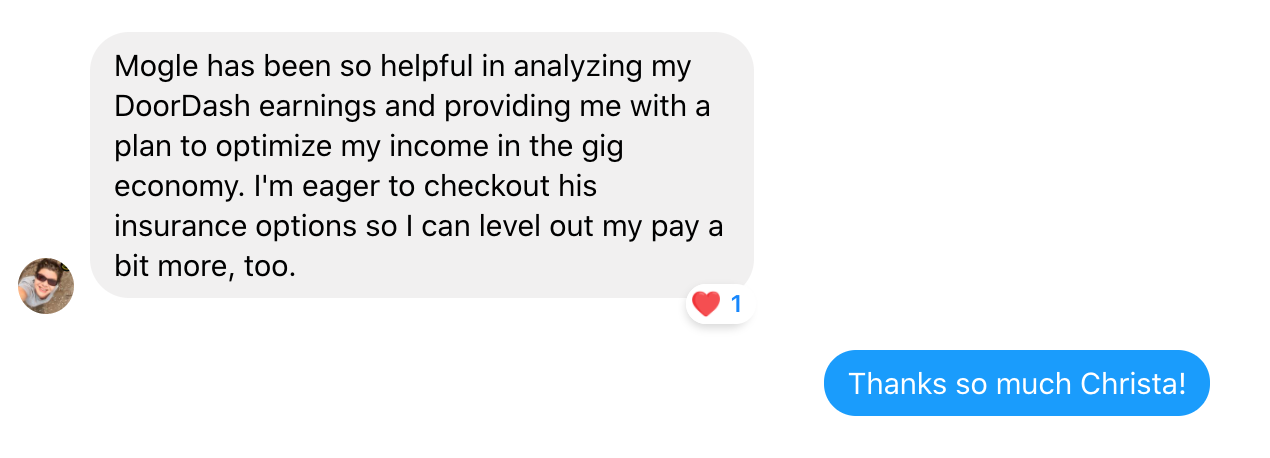 Mogle has been so helpful in analyzing my
DoorDash earnings and providing me with a
plan to optimize my income in the gig
economy. I'm eager to checkout his
insurance options so I can level out my pay a
bit more, too.
1
Thanks so much Christa!